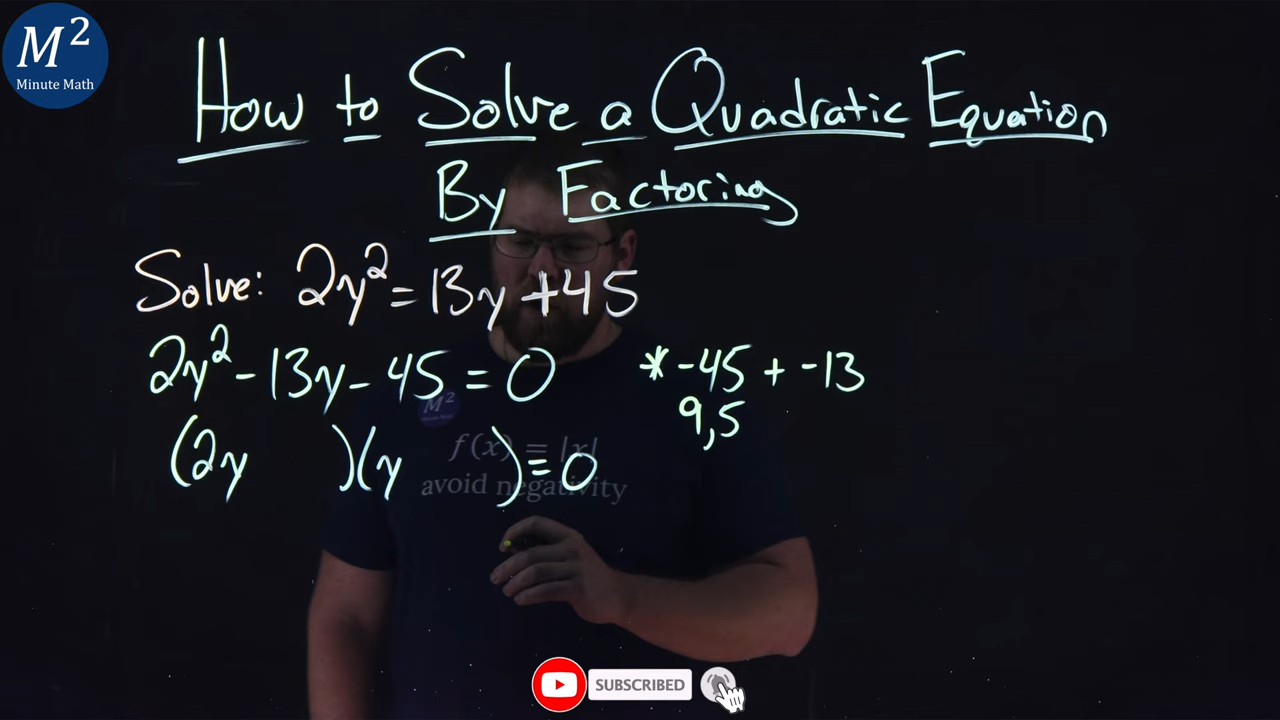 M²
Minute Math
How to Solve a Quadratic Equation
By Factoring
Solve: 2y² = 13y + 45
2y² - 13y - 45 = 0 * -45 + -13
9,5
(2y )(y ) = 0
M²
f(x) = |x|
avoid negativity
SUBSCRIBED